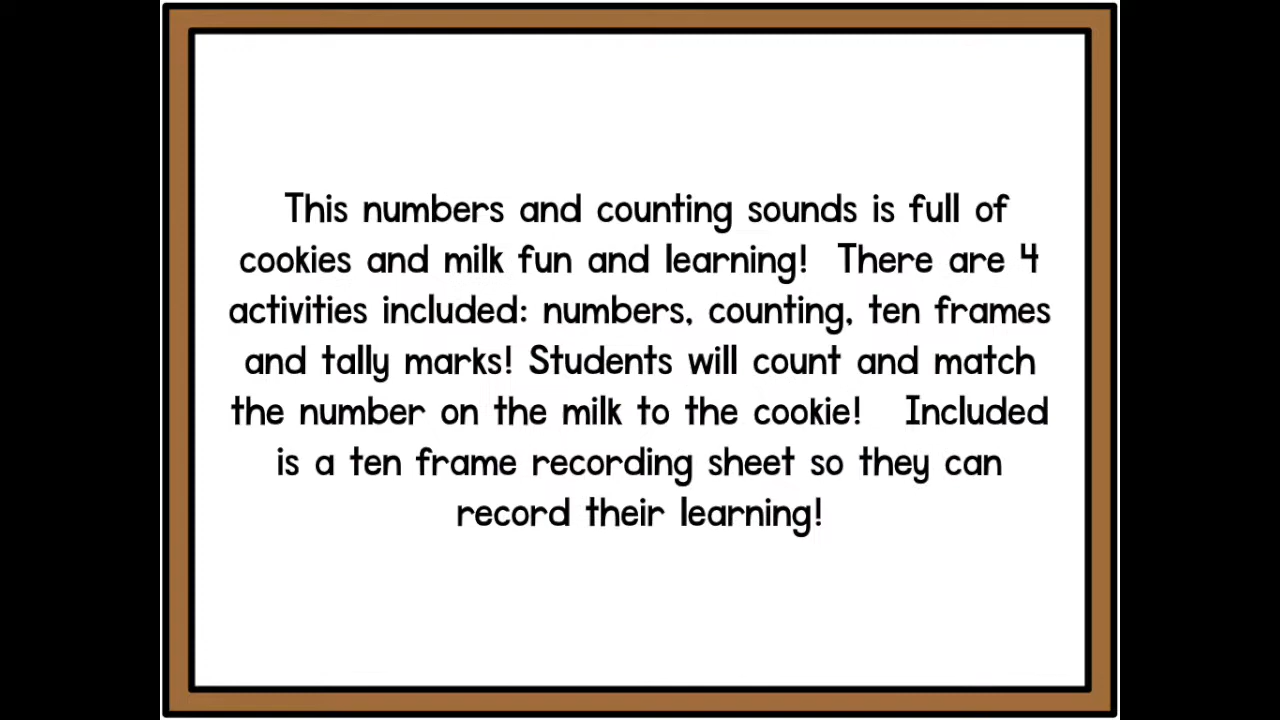 This numbers and counting sounds is full of
cookies and milk fun and learning!  There are 4
activities included: numbers, counting, ten frames
and tally marks! Students will count and match
the number on the milk to the cookie!   Included
is a ten frame recording sheet so they can
record their learning!